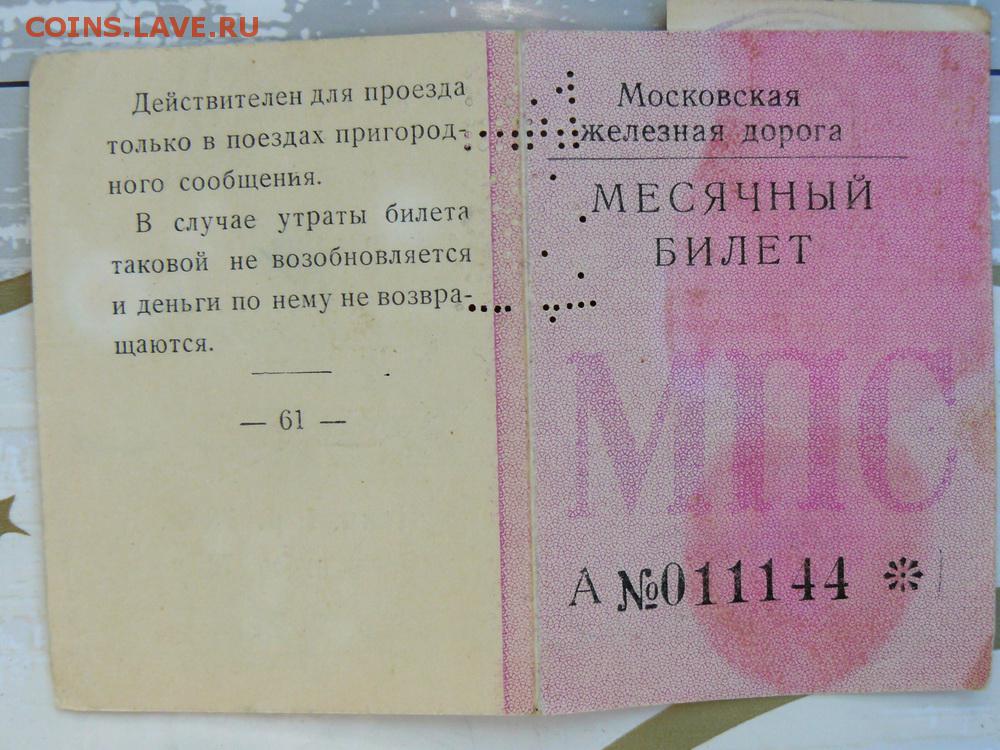 COINS.LAVE.RU
Действителен для проезда
только в поездах пригород-
ного сообщения.
В случае утраты билета
таковой не возобновляется
и деньги по нему не возвра-
щаются.
— 61 —
Московская
железная дорога
МЕСЯЧНЫЙ
БИЛЕТ
МПС
А №011144 *